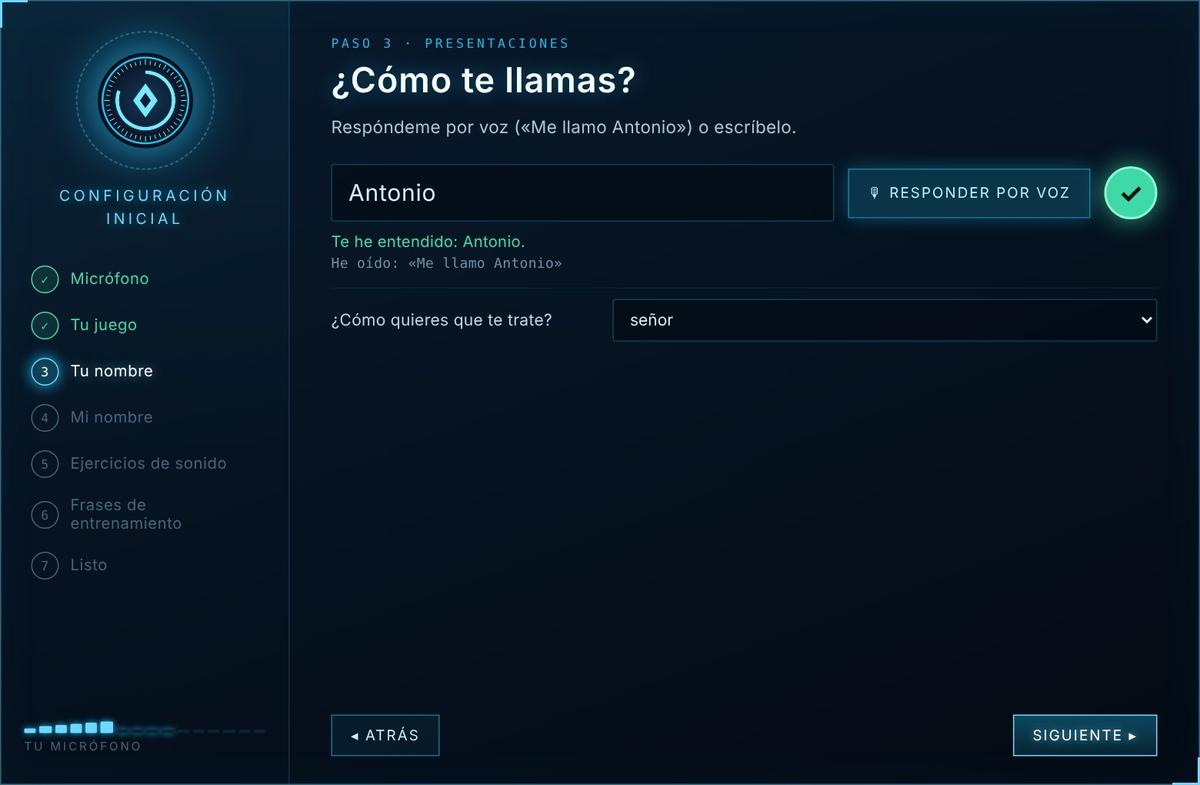 CONFIGURACIÓN
INICIAL
✓ Micrófono
✓ Tu juego
3 Tu nombre
4 Mi nombre
5 Ejercicios de sonido
6 Frases de
entrenamiento
7 Listo
TU MICRÓFONO
PASO 3 · PRESENTACIONES
¿Cómo te llamas?
Respóndeme por voz («Me llamo Antonio») o escríbelo.
Antonio
🎙 RESPONDER POR VOZ
✓
Te he entendido: Antonio.
He oído: «Me llamo Antonio»
¿Cómo quieres que te trate?
señor
◂ ATRÁS
SIGUIENTE ▸